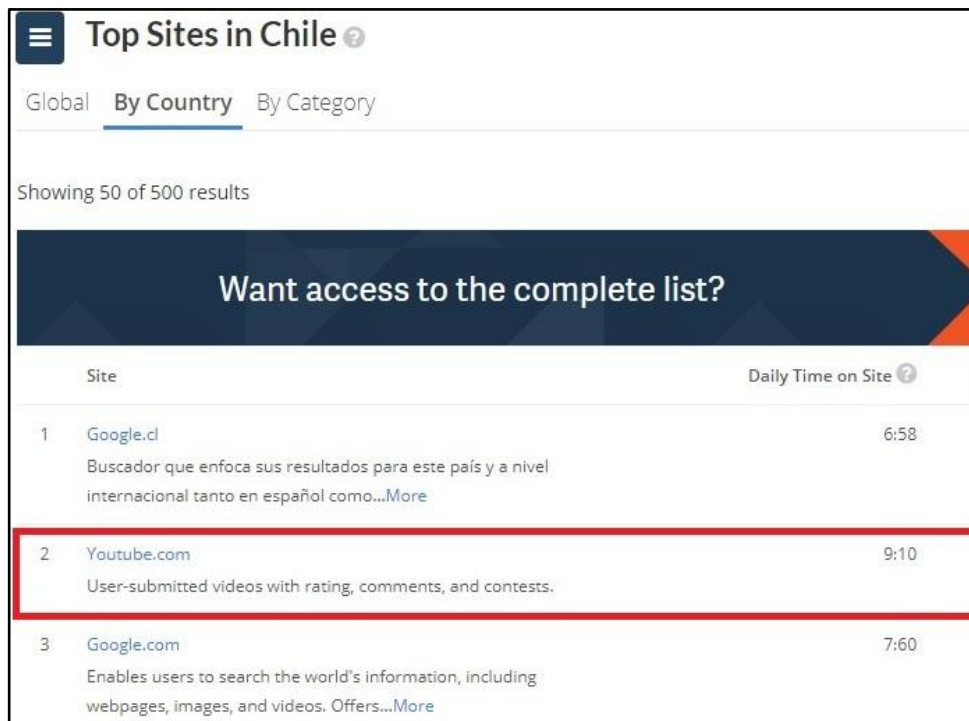 Top Sites in Chile ?
Global By Country By Category
Showing 50 of 500 results
Want access to the complete list?
Site Daily Time on Site ?
1 Google.cl 6:58
Buscador que enfoca sus resultados para este país y a nivel
internacional tanto en español como...More
2 Youtube.com 9:10
User-submitted videos with rating, comments, and contests.
3 Google.com 7:60
Enables users to search the world's information, including
webpages, images, and videos. Offers...More